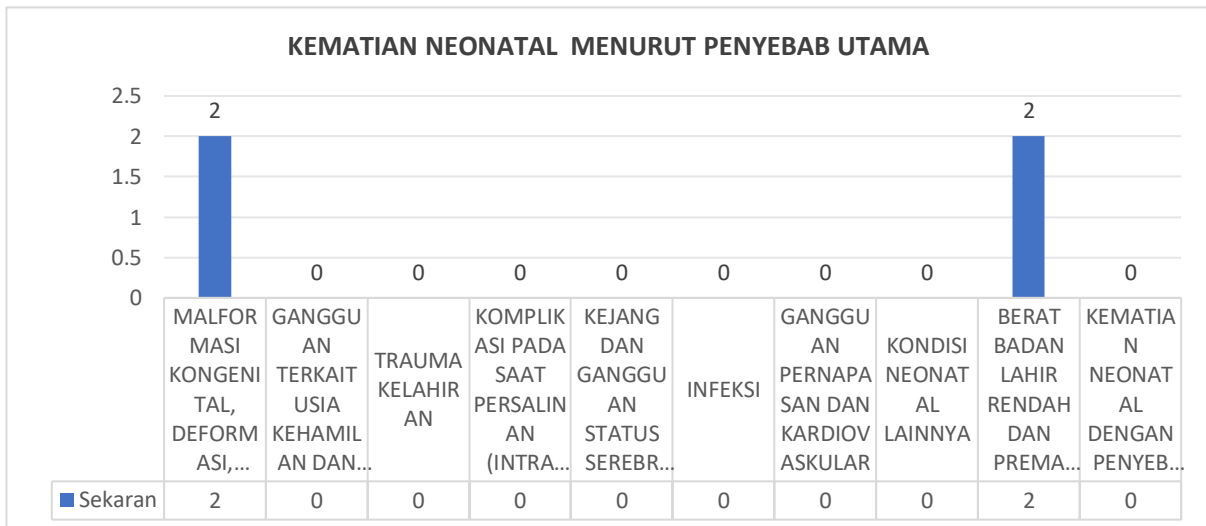 KEMATIAN NEONATAL MENURUT PENYEBAB UTAMA
2.5
2
1.5
1
0.5
0
2
0
0
0
0
0
0
0
2
0
MALFOR
MASI
KONGENI
TAL,
DEFORM
ASI,...
GANGGU
AN
TERKAIT
USIA
KEHAMIL
AN DAN...
TRAUMA
KELAHIR
AN
KOMPLIK
ASI PADA
SAAT
PERSALIN
AN
(INTRA...
KEJANG
DAN
GANGGU
AN
STATUS
SEREBR...
INFEKSI
GANGGU
AN
PERNAPA
SAN DAN
KARDIOV
ASKULAR
KONDISI
NEONAT
AL
LAINNYA
BERAT
BADAN
LAHIR
RENDAH
DAN
PREMA...
KEMATIA
N
NEONAT
AL
DENGAN
PENYEB...
Sekaran 2 0 0 0 0 0 0 0 2 0